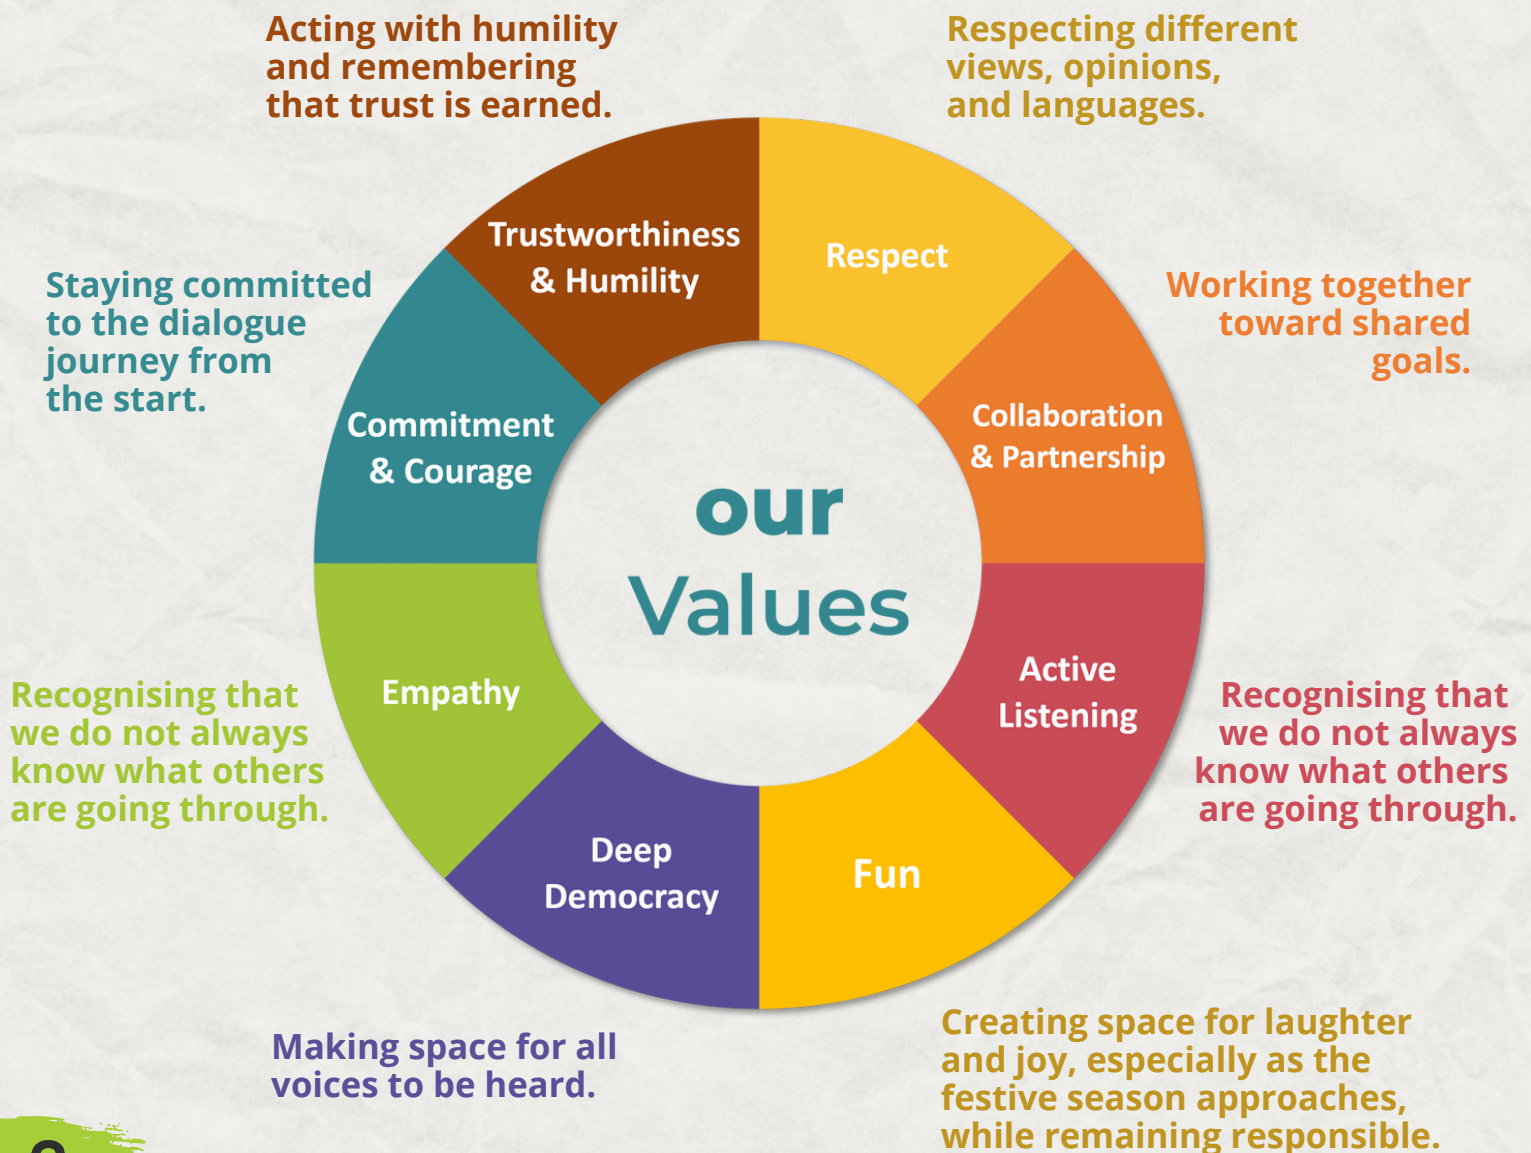 Acting with humility
and remembering
that trust is earned.
Respecting different
views, opinions,
and languages.
Trustworthiness
& Humility
Respect
Staying committed
to the dialogue
journey from
the start.
Working together
toward shared
goals.
Commitment
& Courage
Collaboration
& Partnership
our
Values
Empathy
Active
Listening
Recognising that
we do not always
know what others
are going through.
Recognising that
we do not always
know what others
are going through.
Deep
Democracy
Fun
Making space for all
voices to be heard.
Creating space for laughter
and joy, especially as the
festive season approaches,
while remaining responsible.